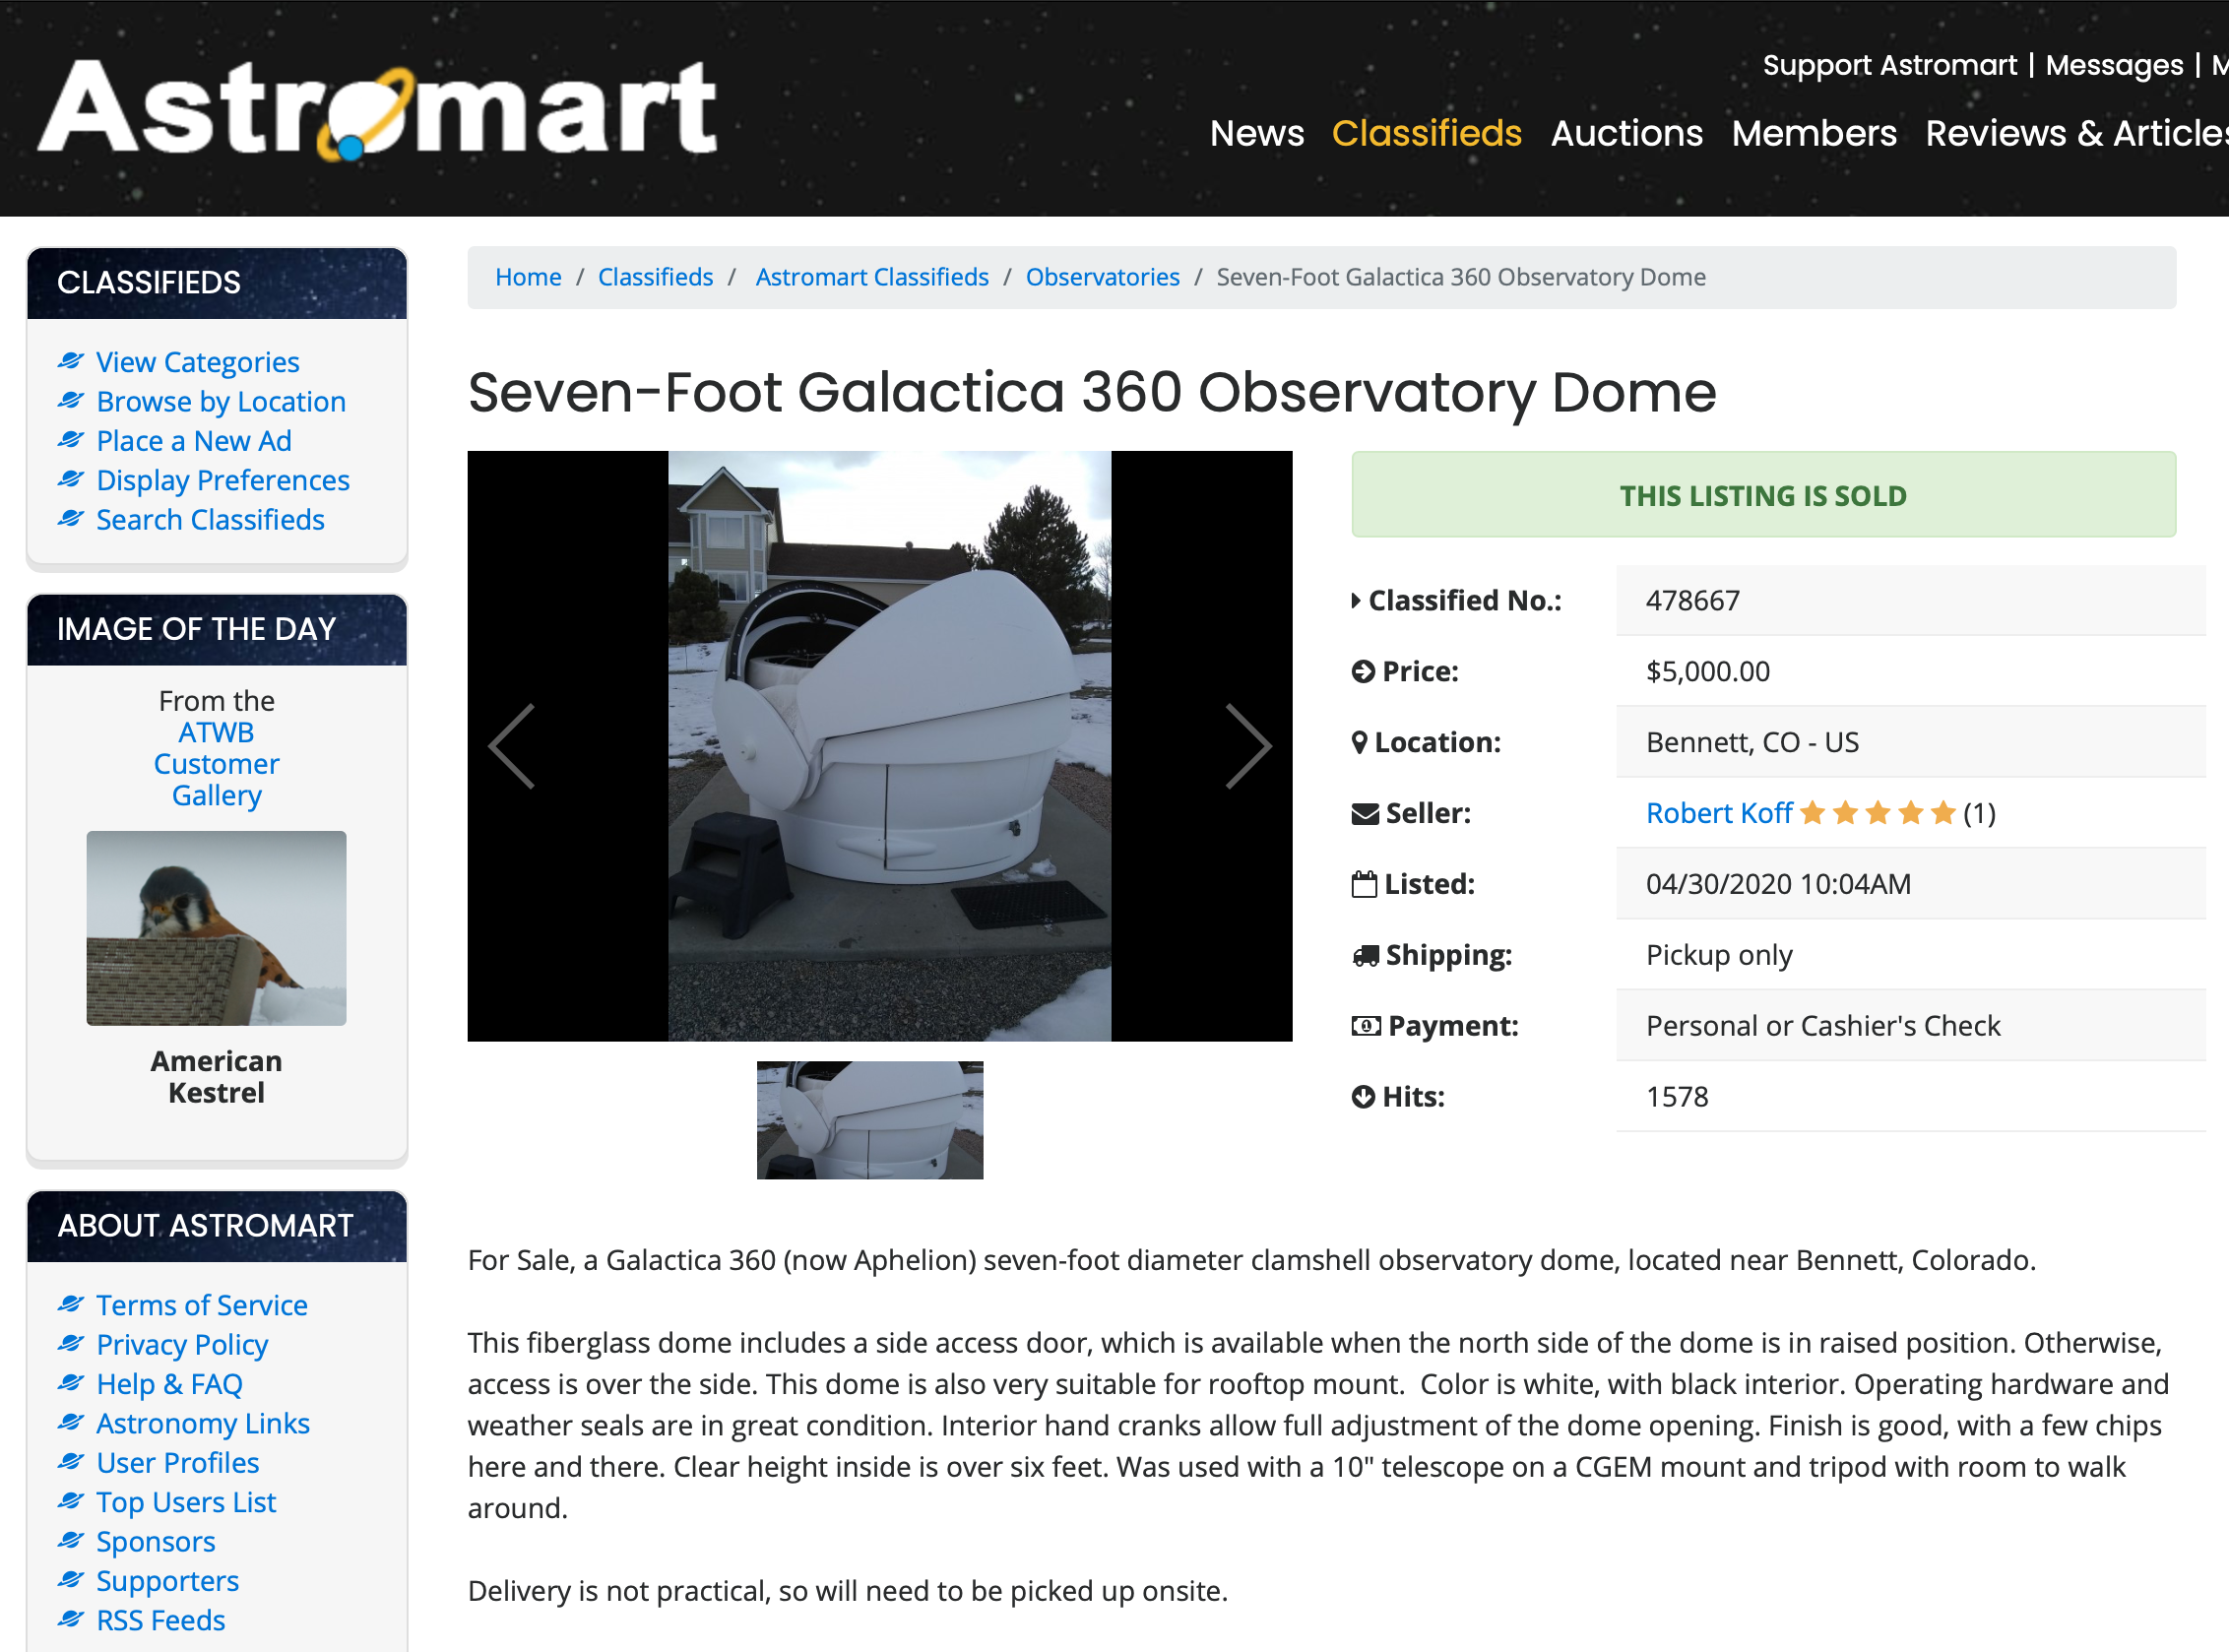 Astromart
Support Astromart | Messages | M
News Classifieds Auctions Members Reviews & Articles
CLASSIFIEDS
View Categories
Browse by Location
Place a New Ad
Display Preferences
Search Classifieds
IMAGE OF THE DAY
From the
ATWB
Customer
Gallery
American
Kestrel
ABOUT ASTROMART
Terms of Service
Privacy Policy
Help & FAQ
Astronomy Links
User Profiles
Top Users List
Sponsors
Supporters
RSS Feeds
Home / Classifieds / Astromart Classifieds / Observatories / Seven-Foot Galactica 360 Observatory Dome
Seven-Foot Galactica 360 Observatory Dome
THIS LISTING IS SOLD
Classified No.: 478667
Price: $5,000.00
Location: Bennett, CO - US
Seller: Robert Koff (1)
Listed: 04/30/2020 10:04AM
Shipping: Pickup only
Payment: Personal or Cashier's Check
Hits: 1578
For Sale, a Galactica 360 (now Aphelion) seven-foot diameter clamshell observatory dome, located near Bennett, Colorado.
This fiberglass dome includes a side access door, which is available when the north side of the dome is in raised position. Otherwise,
access is over the side. This dome is also very suitable for rooftop mount.  Color is white, with black interior. Operating hardware and
weather seals are in great condition. Interior hand cranks allow full adjustment of the dome opening. Finish is good, with a few chips
here and there. Clear height inside is over six feet. Was used with a 10" telescope on a CGEM mount and tripod with room to walk
around.
Delivery is not practical, so will need to be picked up onsite.